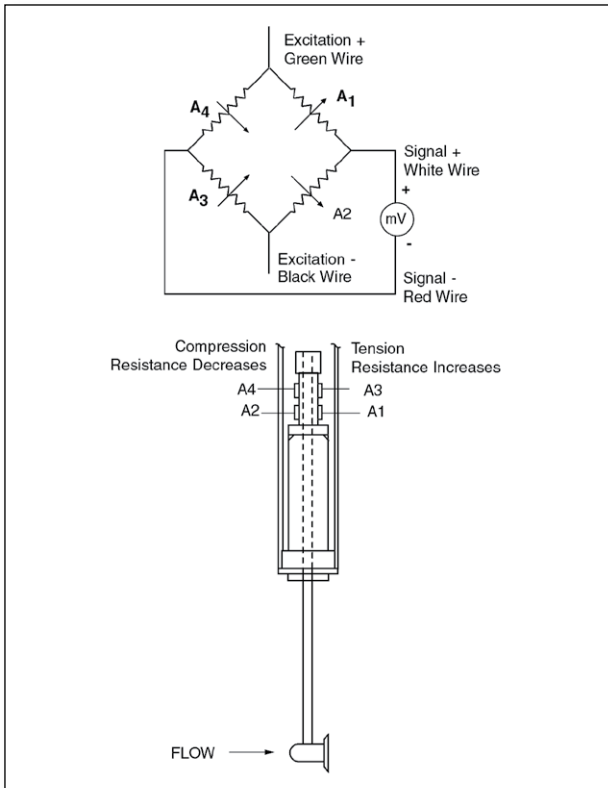 Excitation +
Green Wire
A4
A1
Signal +
White Wire
+
A3
A2
mV
Excitation -
Black Wire
-
Signal -
Red Wire
Compression
Resistance Decreases
Tension
Resistance Increases
A4
A3
A2
A1
FLOW